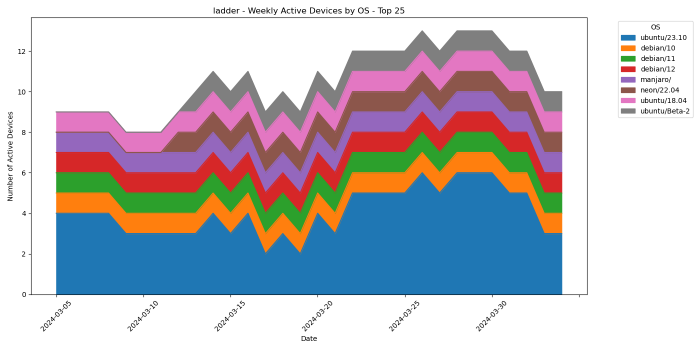 ladder - Weekly Active Devices by OS - Top 25
Number of Active Devices
12
10
8
6
4
2
0
2024-03-05
2024-03-10
2024-03-15
2024-03-20
2024-03-25
2024-03-30
Date
OS
ubuntu/23.10
debian/10
debian/11
debian/12
manjaro/
neon/22.04
ubuntu/18.04
ubuntu/Beta-2